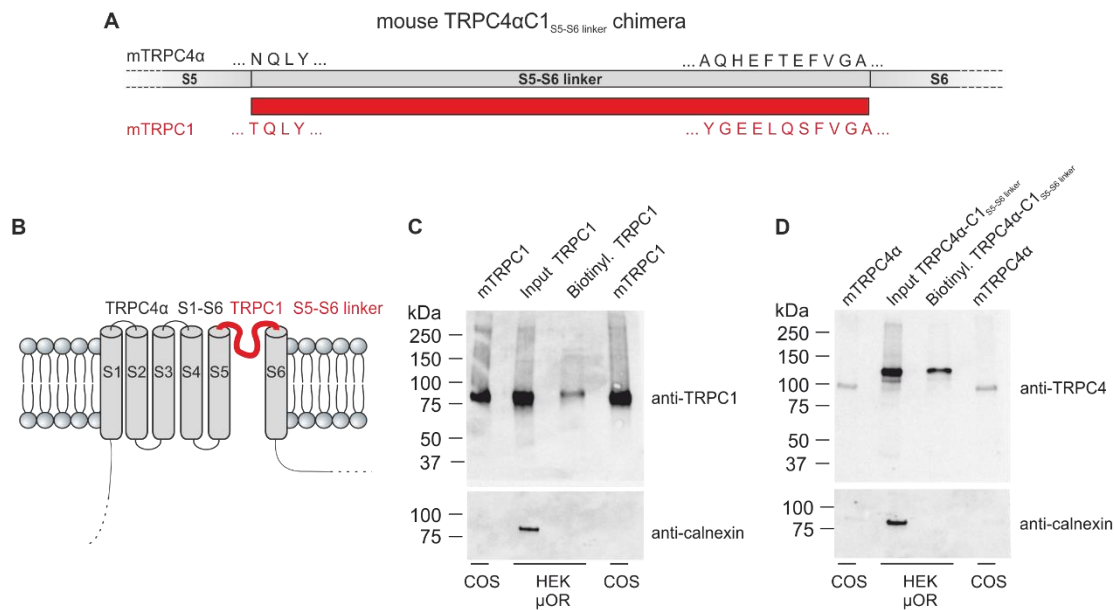 A
mouse TRPC4αC1S5-S6 linker chimera
mTRPC4α
... N Q L Y ...
... A Q H E F T E F V G A ...
S5
S5-S6 linker
S6
mTRPC1
... T Q L Y ...
... Y G E E L Q S F V G A ...
B
TRPC4α S1-S6 TRPC1 S5-S6 linker
S1 S2 S3 S4 S5 S6
C
mTRPC1
Input TRPC1
Biotinyl. TRPC1
mTRPC1
kDa
250
150
100
75
50
37
anti-TRPC1
100
75
anti-calnexin
COS
HEK
µOR
COS
D
mTRPC4α
Input TRPC4α-C1S5-S6 linker
Biotinyl. TRPC4α-C1S5-S6 linker
mTRPC4α
kDa
250
150
100
75
50
37
anti-TRPC4
100
75
anti-calnexin
COS
HEK
µOR
COS